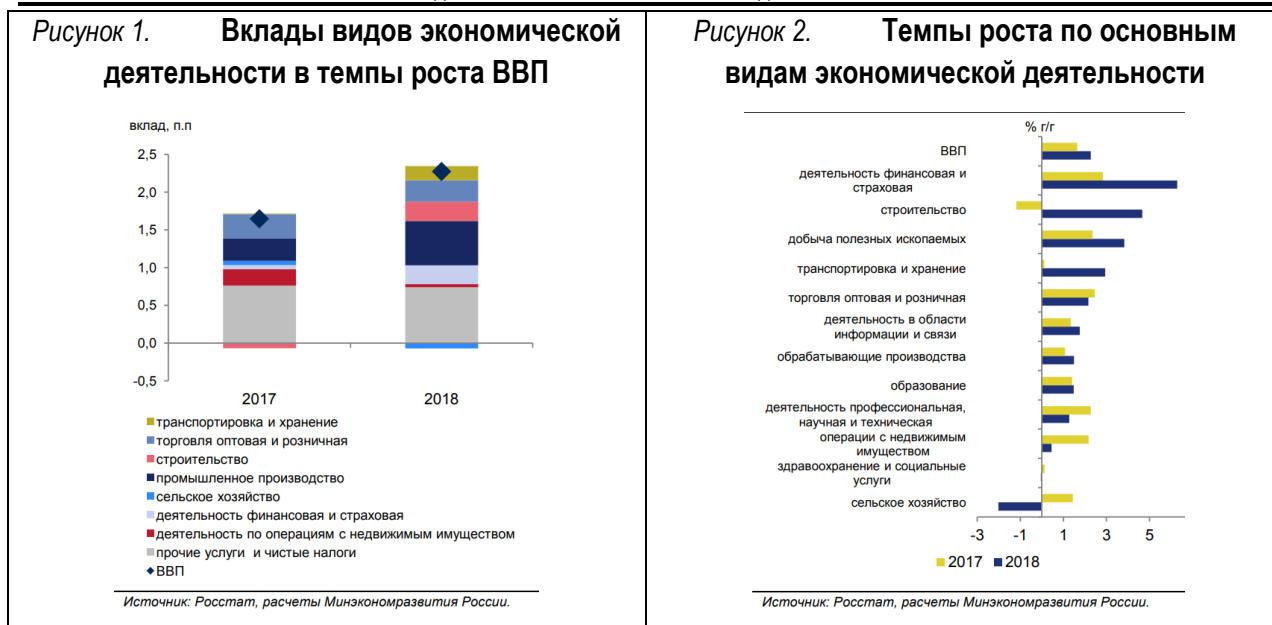 Рисунок 1. Вклады видов экономической
деятельности в темпы роста ВВП
вклад, п.п
2,5
2,0
1,5
1,0
0,5
0,0
-0,5
2017 2018
транспортировка и хранение
торговля оптовая и розничная
строительство
промышленное производство
сельское хозяйство
деятельность финансовая и страховая
деятельность по операциям с недвижимым имуществом
прочие услуги и чистые налоги
ВВП
Источник: Росстат, расчеты Минэкономразвития России.
Рисунок 2. Темпы роста по основным
видам экономической деятельности
% г/г
ВВП
деятельность финансовая и
страховая
строительство
добыча полезных ископаемых
транспортировка и хранение
торговля оптовая и розничная
деятельность в области
информации и связи
обрабатывающие производства
образование
деятельность профессиональная,
научная и техническая
операции с недвижимым
имуществом
здравоохранение и социальные
услуги
сельское хозяйство
-3 -1 1 3 5
2017 2018
Источник: Росстат, расчеты Минэкономразвития России.